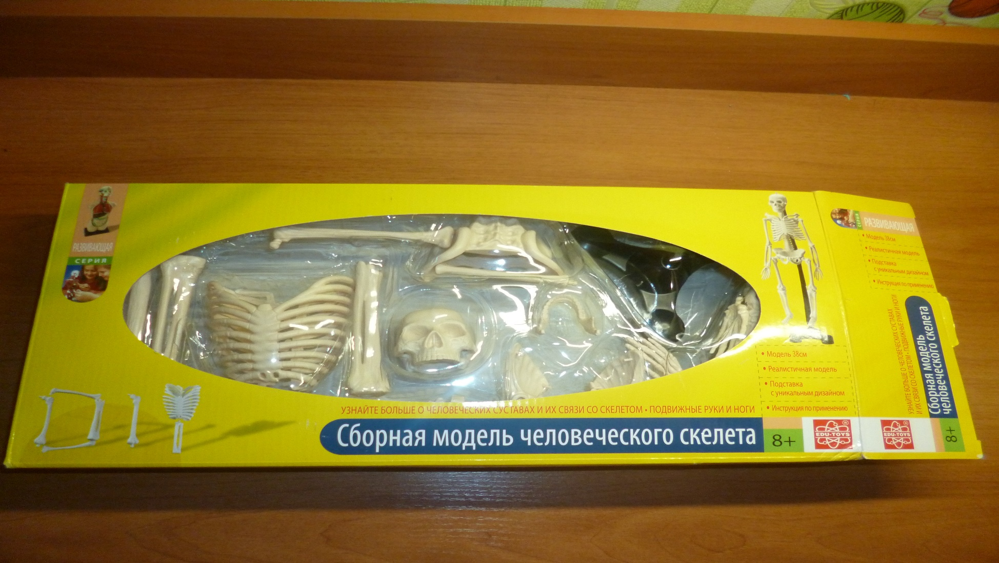 РАЗВИВАЮЩАЯ
СЕРИЯ
УЗНАЙТЕ БОЛЬШЕ О ЧЕЛОВЕЧЕСКИХ СУСТАВАХ И ИХ СВЯЗИ СО СКЕЛЕТОМ • ПОДВИЖНЫЕ РУКИ И НОГИ
Сборная модель человеческого скелета
• Модель 38см
• Реалистичная модель
• Подставка
с уникальным дизайном
• Инструкция по применению
8+
EDU-TOYS®
СЕРИЯ
РАЗВИВАЮЩАЯ
• Модель 38см
• Реалистичная модель
• Подставка
с уникальным дизайном
• Инструкция по применению
УЗНАЙТЕ БОЛЬШЕ О ЧЕЛОВЕЧЕСКИХ СУСТАВАХ
И ИХ СВЯЗИ СО СКЕЛЕТОМ • ПОДВИЖНЫЕ РУКИ И НОГИ
Сборная модель
человеческого скелета
EDU-TOYS®
8+